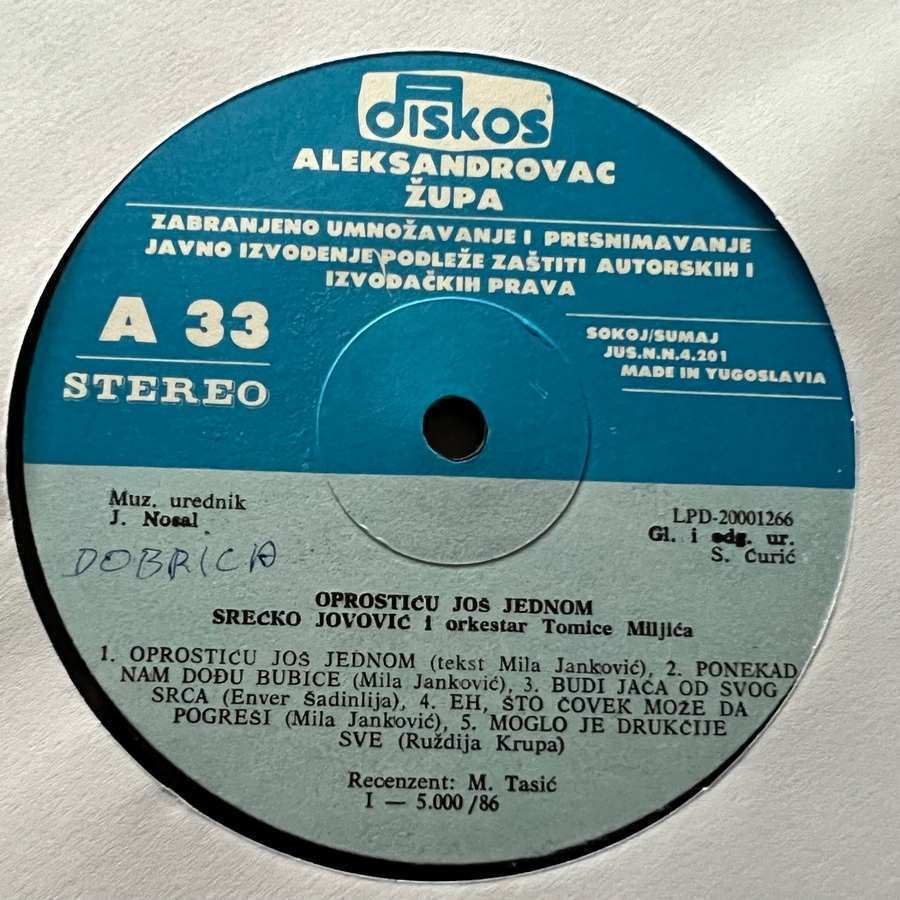 diskos
ALEKSANDROVAC
ŽUPA
ZABRANJENO UMNOŽAVANJE I PRESNIMAVANJE
JAVNO IZVOĐENJE PODLEŽE ZAŠTITI AUTORSKIH I
IZVOĐAČKIH PRAVA
A 33
STEREO
SOKOJ/SUMAJ
JUS.N.N.4.201
MADE IN YUGOSLAVIA
Muz. urednik
J. Nosal
DOBRICA
LPD-20001266
Gl. i odg. ur.
S. Ćurić
OPROSTIĆU JOŠ JEDNOM
SREĆKO JOVOVIĆ i orkestar Tomice Miljića
1. OPROSTIĆU JOŠ JEDNOM (tekst Mila Janković), 2. PONEKAD
NAM DOĐU BUBICE (Mila Janković), 3. BUDI JAČA OD SVOG
SRCA (Enver Šadinlija), 4. EH, ŠTO ČOVEK MOŽE DA
POGREŠI (Mila Janković), 5. MOGLO JE DRUKČIJE
SVE (Ruždija Krupa)
Recenzent: M. Tasić
I — 5.000 /86